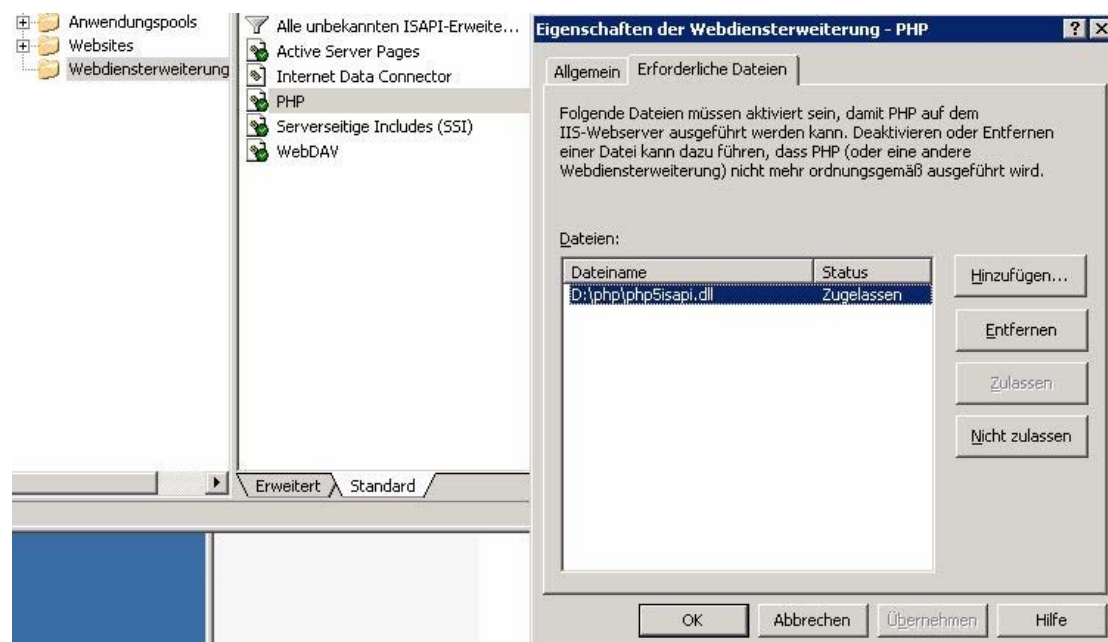 Anwendungspools
Websites
Webdiensterweiterung
Alle unbekannten ISAPI-Erweite...
Active Server Pages
Internet Data Connector
PHP
Serverseitige Includes (SSI)
WebDAV
Erweitert
Standard
Eigenschaften der Webdiensterweiterung - PHP
Allgemein
Erforderliche Dateien
Folgende Dateien müssen aktiviert sein, damit PHP auf dem
IIS-Webserver ausgeführt werden kann. Deaktivieren oder Entfernen
einer Datei kann dazu führen, dass PHP (oder eine andere
Webdiensterweiterung) nicht mehr ordnungsgemäß ausgeführt wird.
Dateien:
Dateiname Status
D:\php\php5isapi.dll Zugelassen
Hinzufügen...
Entfernen
Zulassen
Nicht zulassen
OK Abbrechen Übernehmen Hilfe